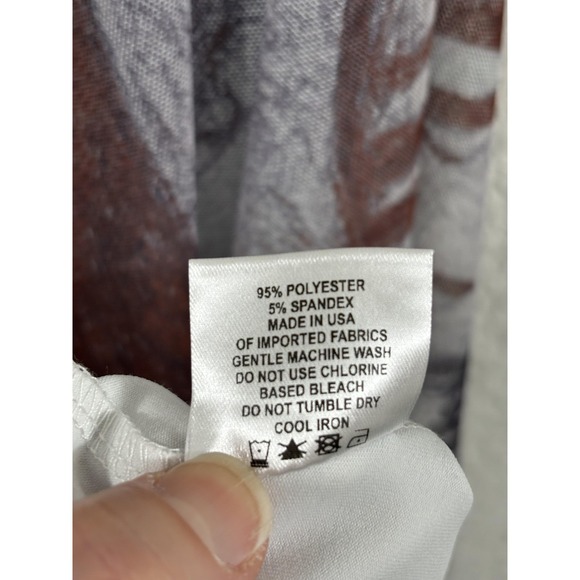 95% POLYESTER
5% SPANDEX
MADE IN USA
OF IMPORTED FABRICS
GENTLE MACHINE WASH
DO NOT USE CHLORINE
BASED BLEACH
DO NOT TUMBLE DRY
COOL IRON